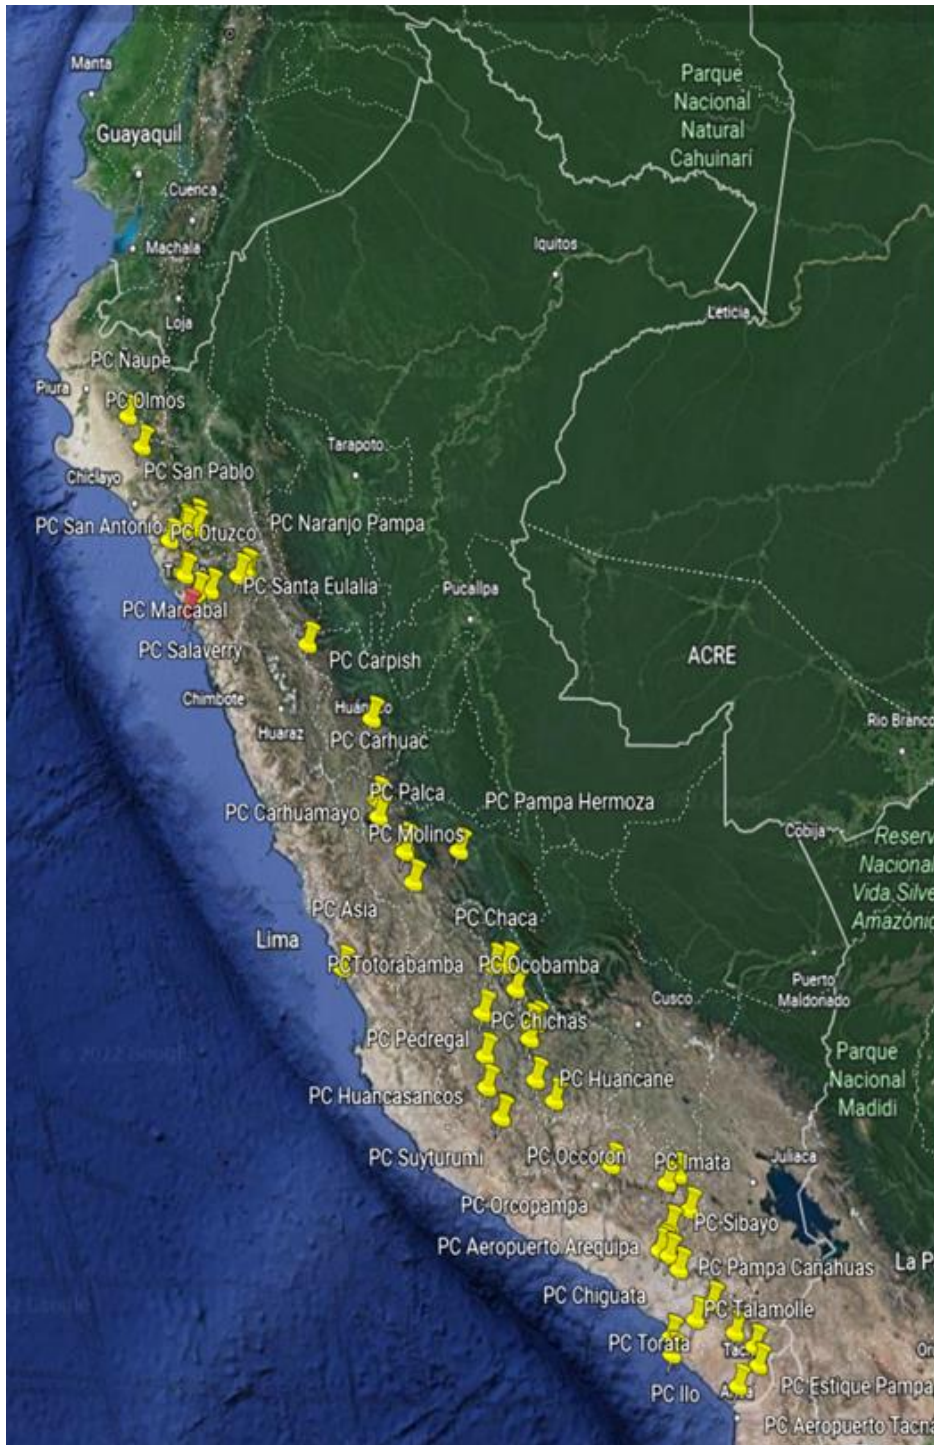 Manta
Guayaquil
Cuenca
Machala
Loja
Parque
Nacional
Natural
Cahuinarí
Iquitos
Leticia
PC Ñaupe
Piura
PC Olmos
Tarapoto
PC San Pablo
Chiclayo
PC San Antonio
PC Otuzco
PC Naranjo Pampa
PC Santa Eulalia
Pucallpa
PC Marcabal
PC Salaverry
PC Carpish
ACRE
Chimbote
Huaraz
PC Carhuac
Rio Branco
PC Palca
PC Carhuamayo
PC Pampa Hermoza
PC Molinos
Cobija
Reserv
Nacional
Vida Silve
Amazónic
PC Asia
PC Chaca
Lima
PC Totorabamba
PC Ocobamba
Puerto
Maldonado
Cusco
PC Chichas
PC Pedregal
Parque
Nacional
Madidi
PC Huancane
PC Huancasancos
PC Suyturumi
PC Occoroni
PC Imata
Juliaca
PC Orcopampa
PC Sibayo
PC Aeropuerto Arequipa
PC Pampa Cañahuas
La P
PC Chiguata
PC Talamolle
PC Torata
PC Ilo
PC Estique Pampa
PC Aeropuerto Tacna